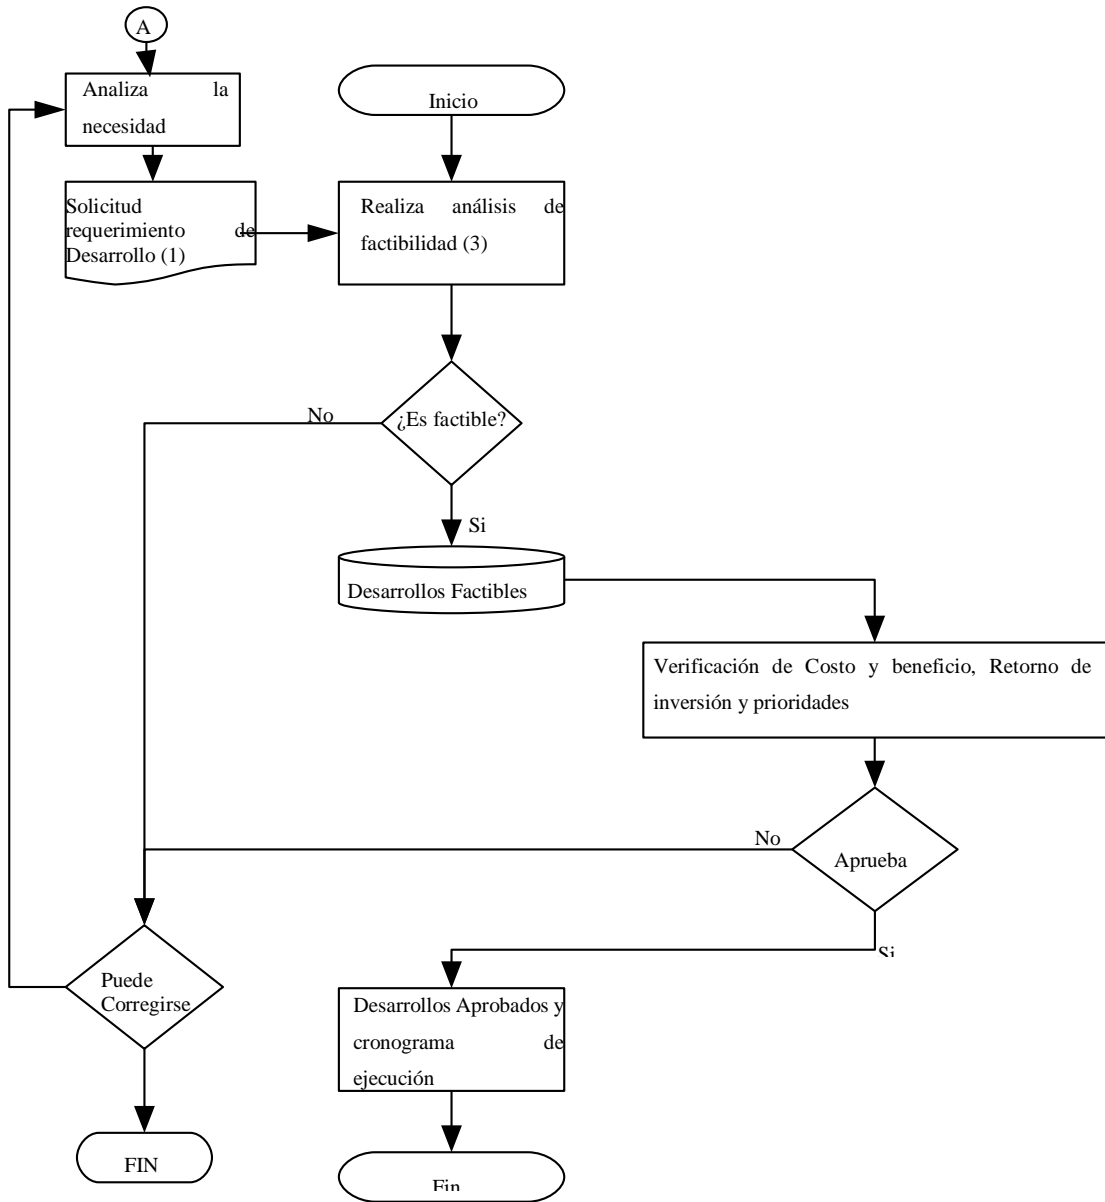 A
Analiza la
necesidad
Inicio
Solicitud
requerimiento de
Desarrollo (1)
Realiza análisis de
factibilidad (3)
¿Es factible?
No
Si
Desarrollos Factibles
Verificación de Costo y beneficio, Retorno de
inversión y prioridades
No
Aprueba
Si
Puede
Corregirse
Desarrollos Aprobados y
cronograma de
ejecución
FIN
Fin